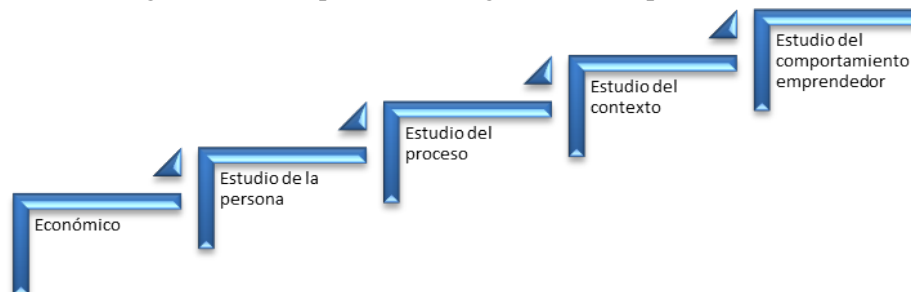 Estudio del
comportamiento
emprendedor
Estudio del
contexto
Estudio del
proceso
Estudio de la
persona
Económico